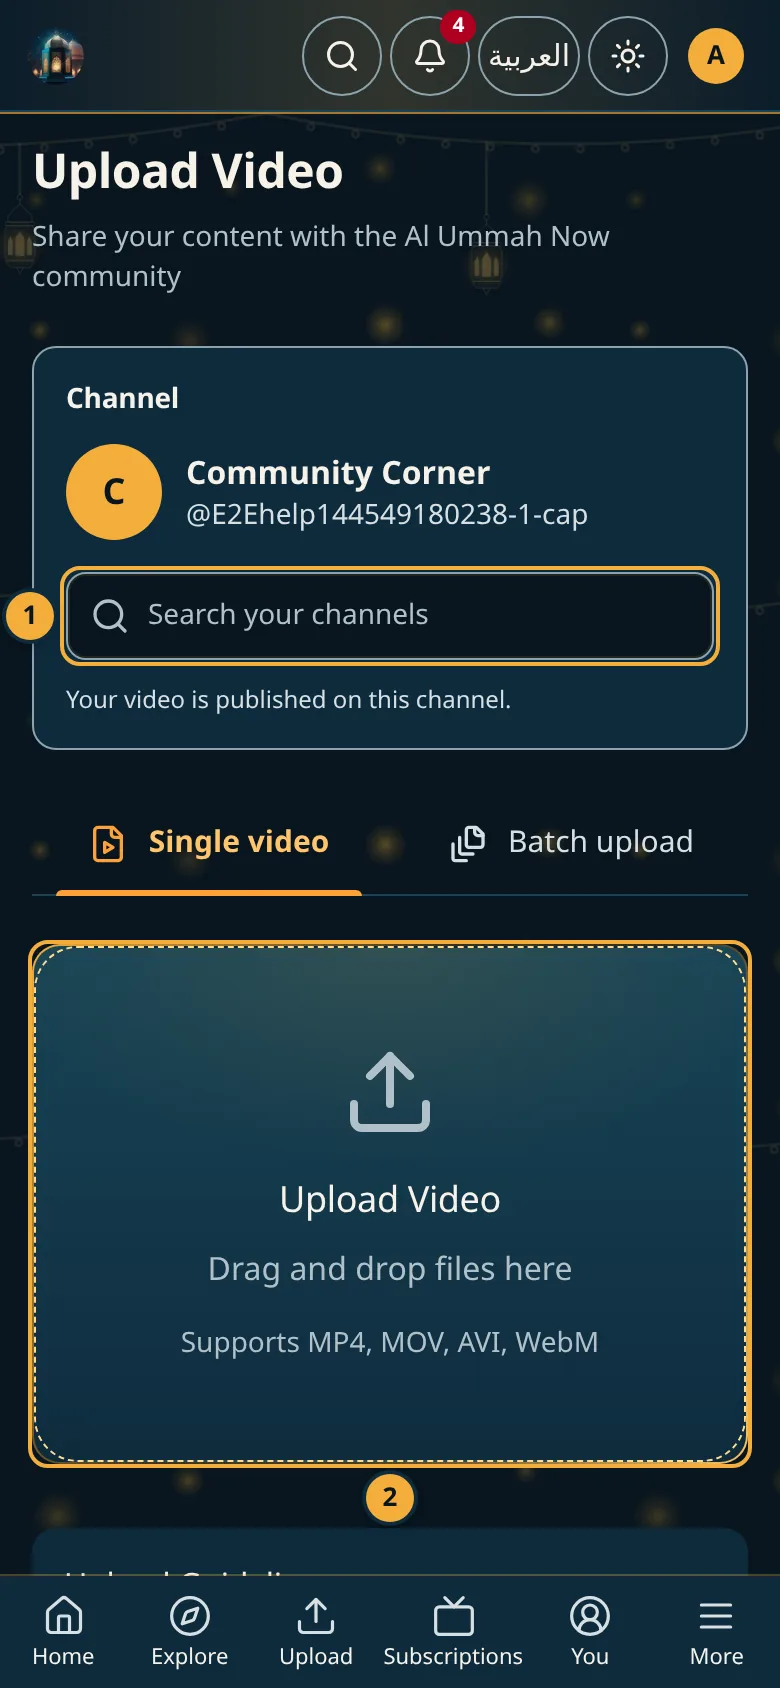 4
العربية
A
Upload Video
Share your content with the Al Ummah Now
community
Channel
C
Community Corner
@E2Ehelp144549180238-1-cap
1
Search your channels
Your video is published on this channel.
Single video
Batch upload
Upload Video
Drag and drop files here
Supports MP4, MOV, AVI, WebM
2
Home
Explore
Upload
Subscriptions
You
More